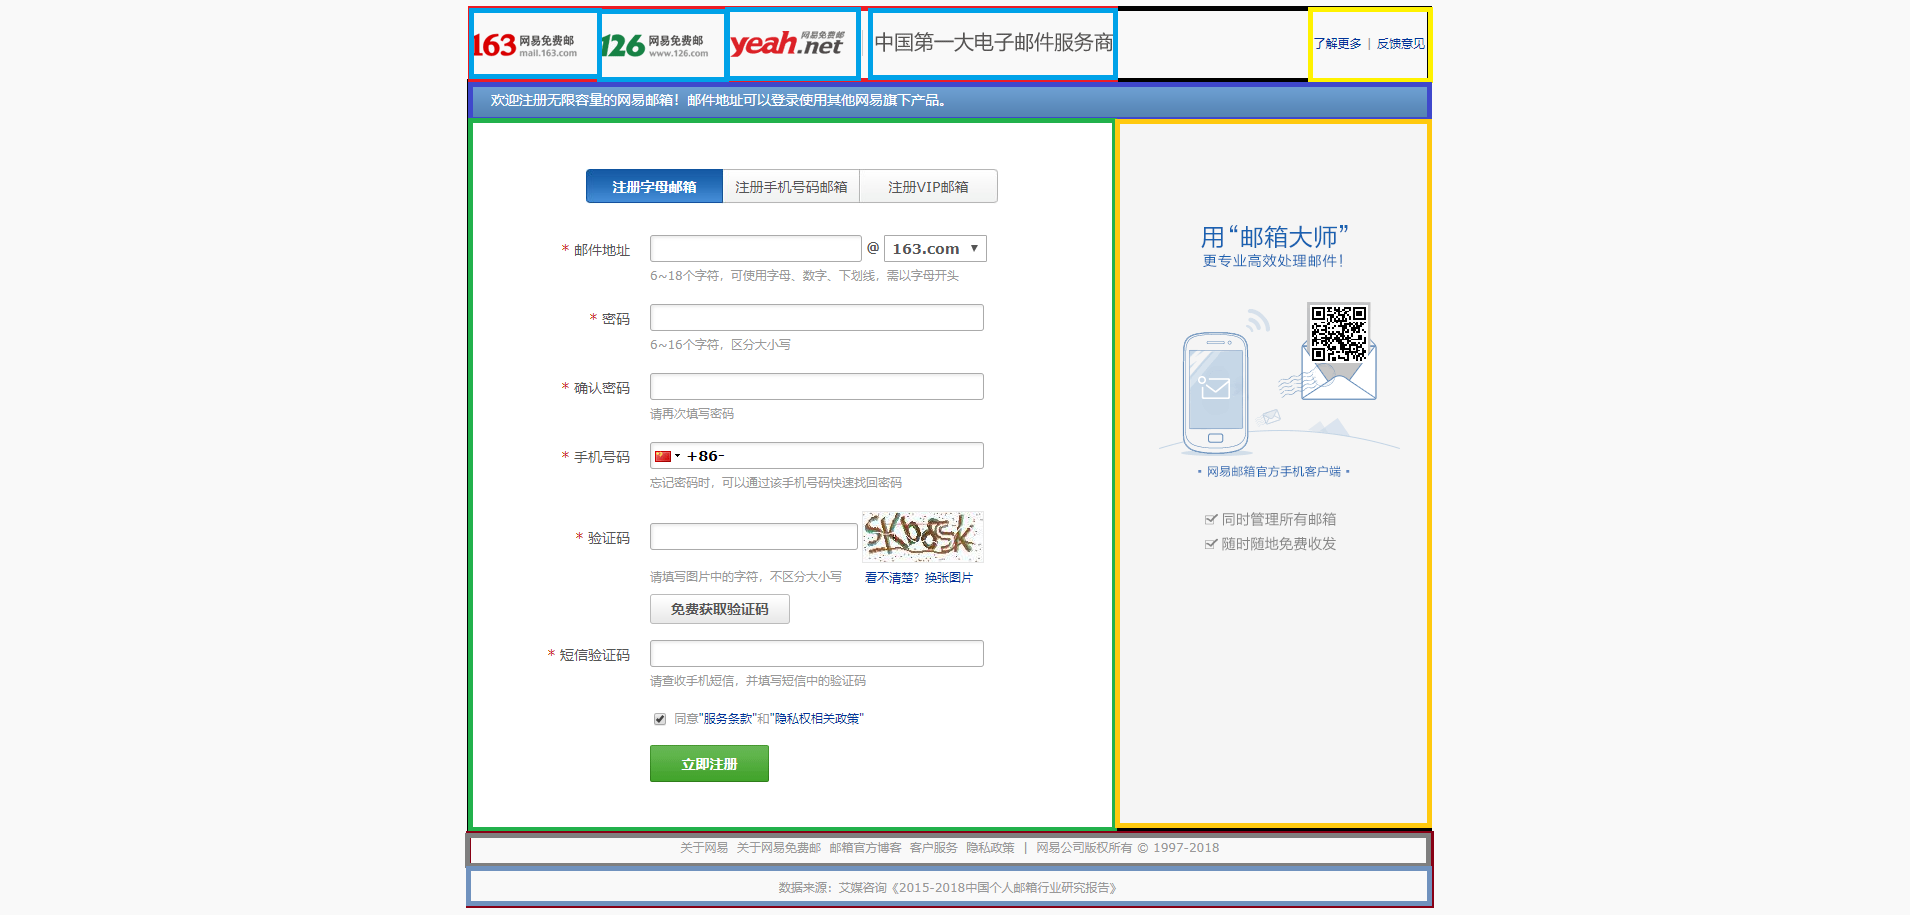 163 网易免费邮 mail.163.com 126 网易免费邮 www.126.com yeah.net 网易免费邮 中国第一大电子邮件服务商 了解更多 | 反馈意见
欢迎注册无限容量的网易邮箱！邮件地址可以登录使用其他网易旗下产品。
注册字母邮箱 注册手机号码邮箱 注册VIP邮箱
* 邮件地址 @ 163.com
6~18个字符，可使用字母、数字、下划线，需以字母开头
* 密码
6~16个字符，区分大小写
* 确认密码
请再次填写密码
* 手机号码 +86-
忘记密码时，可以通过该手机号码快速找回密码
* 验证码
请填写图片中的字符，不区分大小写 看不清楚？换张图片
免费获取验证码
* 短信验证码
请查收手机短信，并填写短信中的验证码
同意"服务条款"和"隐私权相关政策"
立即注册
用“邮箱大师”
更专业高效处理邮件！
▪ 网易邮箱官方手机客户端 ▪
同时管理所有邮箱
随时随地免费收发
关于网易 关于网易免费邮 邮箱官方博客 客户服务 隐私政策 | 网易公司版权所有 © 1997-2018
数据来源：艾媒咨询《2015-2018中国个人邮箱行业研究报告》